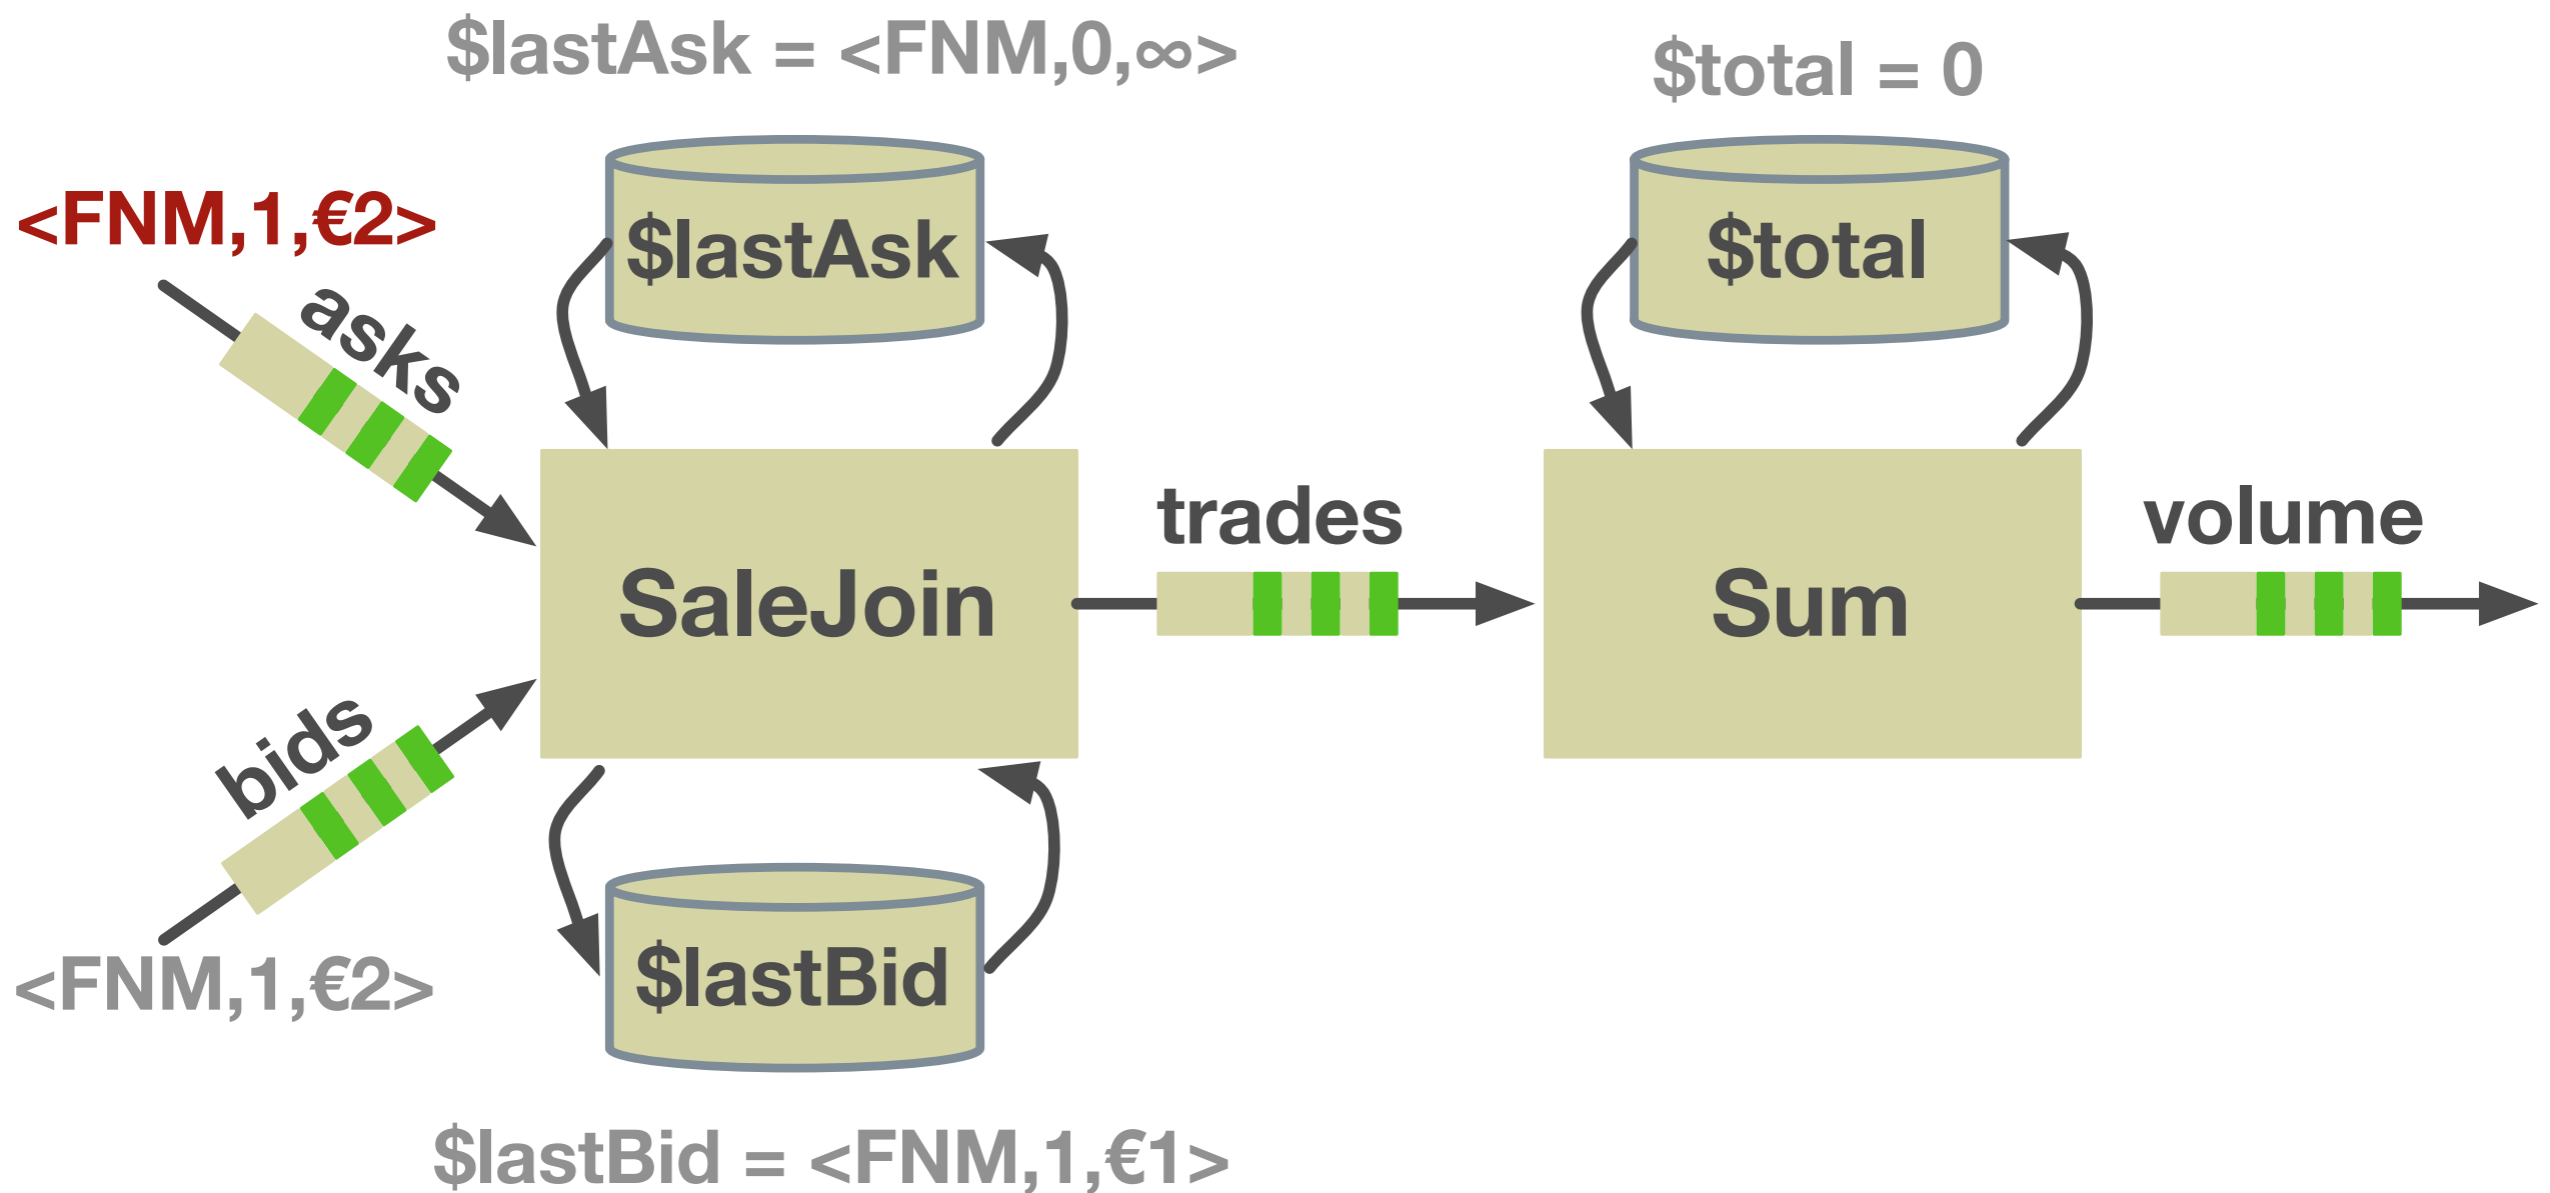 $lastAsk = <FNM,0,∞>
$total = 0
<FNM,1,€2>
$lastAsk
$total
asks
trades
volume
SaleJoin
Sum
bids
<FNM,1,€2>
$lastBid
$lastBid = <FNM,1,€1>